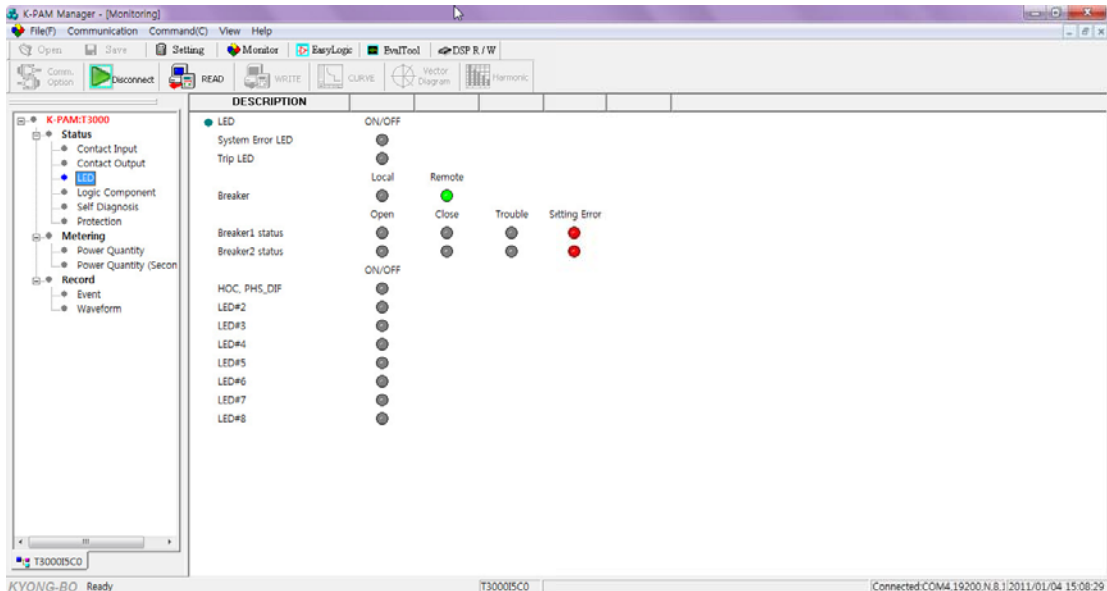 K-PAM Manager - [Monitoring]
File(F) Communication Command(C) View Help
Open Save Setting Monitor EasyLogic EvalTool DSP R / W
Comm. Option Disconnect READ WRITE CURVE Vector Diagram Harmonic
DESCRIPTION
K-PAM:T3000
Status
Contact Input
Contact Output
LED
Logic Component
Self Diagnosis
Protection
Metering
Power Quantity
Power Quantity (Secon
Record
Event
Waveform
T3000I5C0
LED ON/OFF
System Error LED
Trip LED
Local Remote
Breaker
Open Close Trouble Sitting Error
Breaker1 status
Breaker2 status
ON/OFF
HOC, PHS_DIF
LED#2
LED#3
LED#4
LED#5
LED#6
LED#7
LED#8
KYONG-BO Ready T3000I5C0 Connected:COM4,19200,N,8,1 2011/01/04 15:08:29